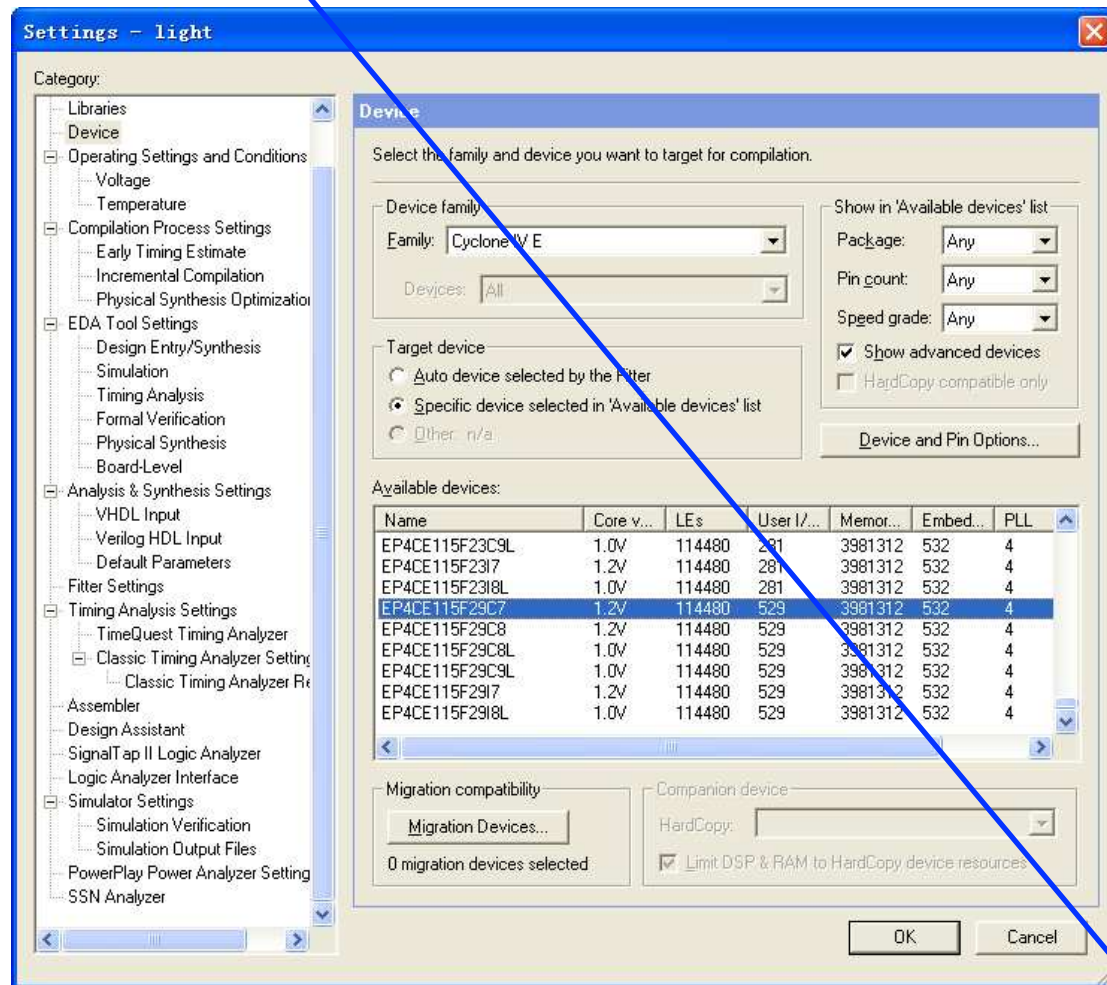 Settings - light
Category:
Libraries
Device
Operating Settings and Conditions
Voltage
Temperature
Compilation Process Settings
Early Timing Estimate
Incremental Compilation
Physical Synthesis Optimization
EDA Tool Settings
Design Entry/Synthesis
Simulation
Timing Analysis
Formal Verification
Physical Synthesis
Board-Level
Analysis & Synthesis Settings
VHDL Input
Verilog HDL Input
Default Parameters
Fitter Settings
Timing Analysis Settings
TimeQuest Timing Analyzer
Classic Timing Analyzer Setting
Classic Timing Analyzer Re
Assembler
Design Assistant
SignalTap II Logic Analyzer
Logic Analyzer Interface
Simulator Settings
Simulation Verification
Simulation Output Files
PowerPlay Power Analyzer Setting
SSN Analyzer
Device
Select the family and device you want to target for compilation.
Device family
Family: Cyclone IV E
Devices: All
Target device
Auto device selected by the Fitter
Specific device selected in 'Available devices' list
Other: n/a
Show in 'Available devices' list
Package: Any
Pin count: Any
Speed grade: Any
Show advanced devices
HardCopy compatible only
Device and Pin Options...
Available devices:
Name Core v... LEs User I/... Memor... Embed... PLL
EP4CE115F23C9L 1.0V 114480 281 3981312 532 4
EP4CE115F23I7 1.2V 114480 281 3981312 532 4
EP4CE115F23I8L 1.0V 114480 281 3981312 532 4
EP4CE115F29C7 1.2V 114480 529 3981312 532 4
EP4CE115F29C8 1.2V 114480 529 3981312 532 4
EP4CE115F29C8L 1.0V 114480 529 3981312 532 4
EP4CE115F29C9L 1.0V 114480 529 3981312 532 4
EP4CE115F29I7 1.2V 114480 529 3981312 532 4
EP4CE115F29I8L 1.0V 114480 529 3981312 532 4
Migration compatibility
Migration Devices...
0 migration devices selected
Companion device
HardCopy:
Limit DSP & RAM to HardCopy device resources
OK
Cancel